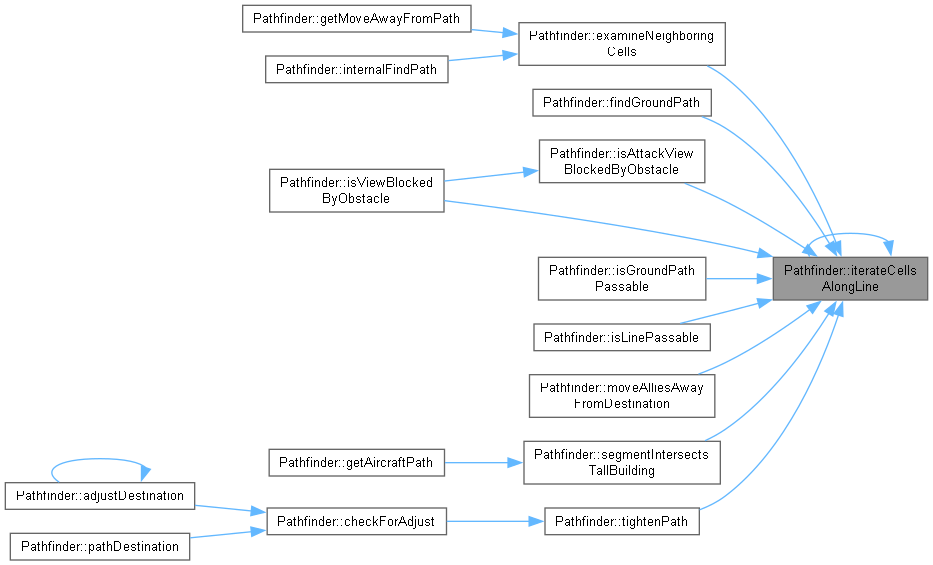 Pathfinder::getMoveAwayFromPath
Pathfinder::examineNeighboring
Cells
Pathfinder::internalFindPath
Pathfinder::findGroundPath
Pathfinder::isAttackView
BlockedByObstacle
Pathfinder::isViewBlocked
ByObstacle
Pathfinder::isGroundPath
Passable
Pathfinder::iterateCells
AlongLine
Pathfinder::isLinePassable
Pathfinder::moveAlliesAway
FromDestination
Pathfinder::getAircraftPath
Pathfinder::segmentIntersects
TallBuilding
Pathfinder::adjustDestination
Pathfinder::checkForAdjust
Pathfinder::tightenPath
Pathfinder::pathDestination